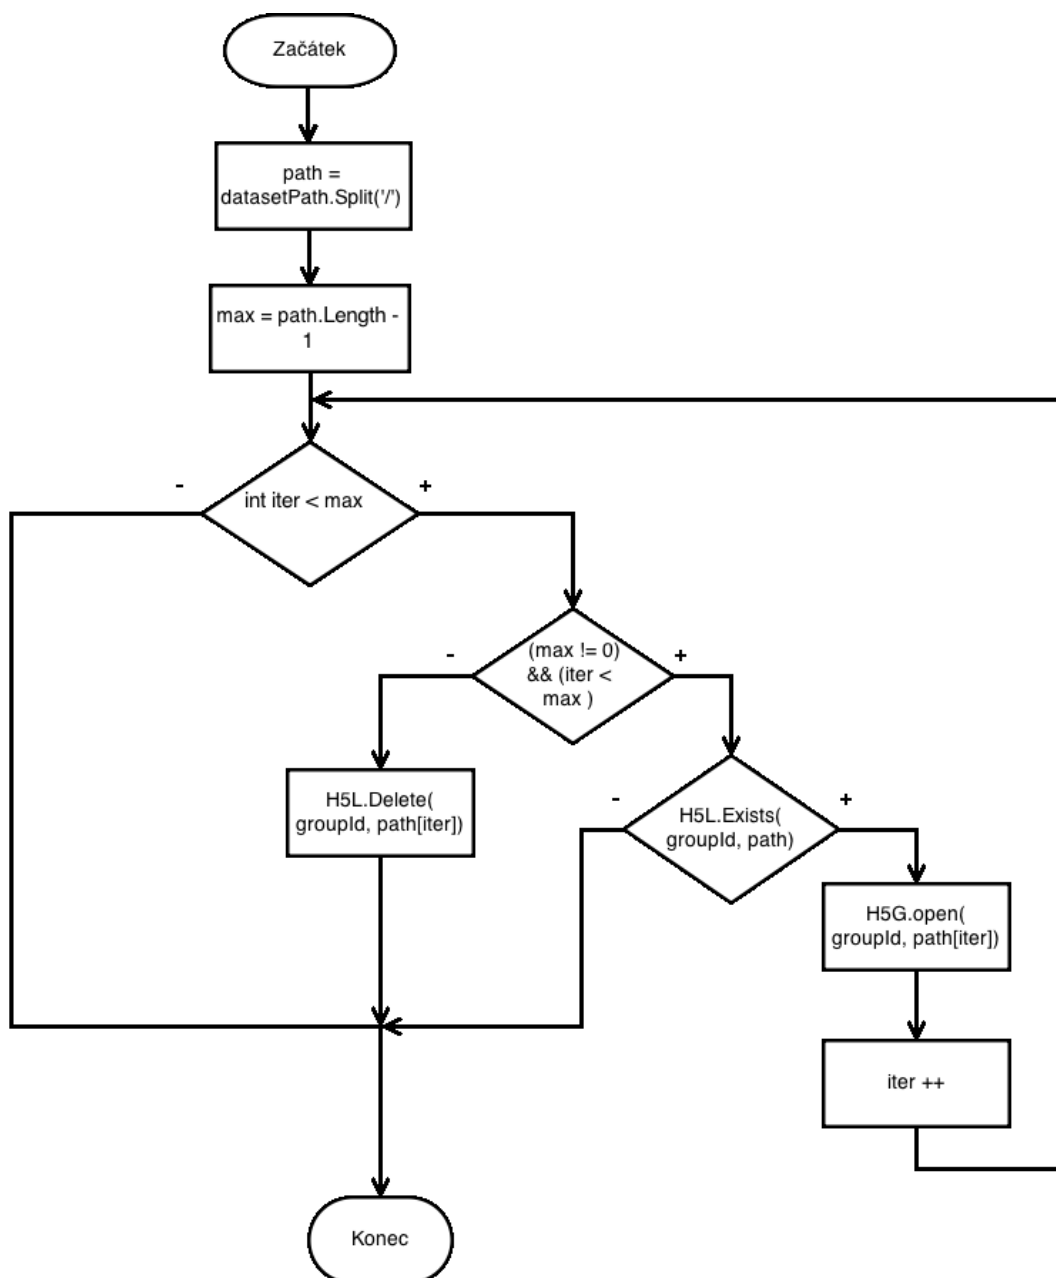 Začátek
path =
datasetPath.Split('/')
max = path.Length -
1
int iter < max
-
+
(max != 0)
&& (iter <
max )
-
+
H5L.Delete(
groupId, path[iter])
H5L.Exists(
groupId, path)
-
+
H5G.open(
groupId, path[iter])
iter ++
Konec